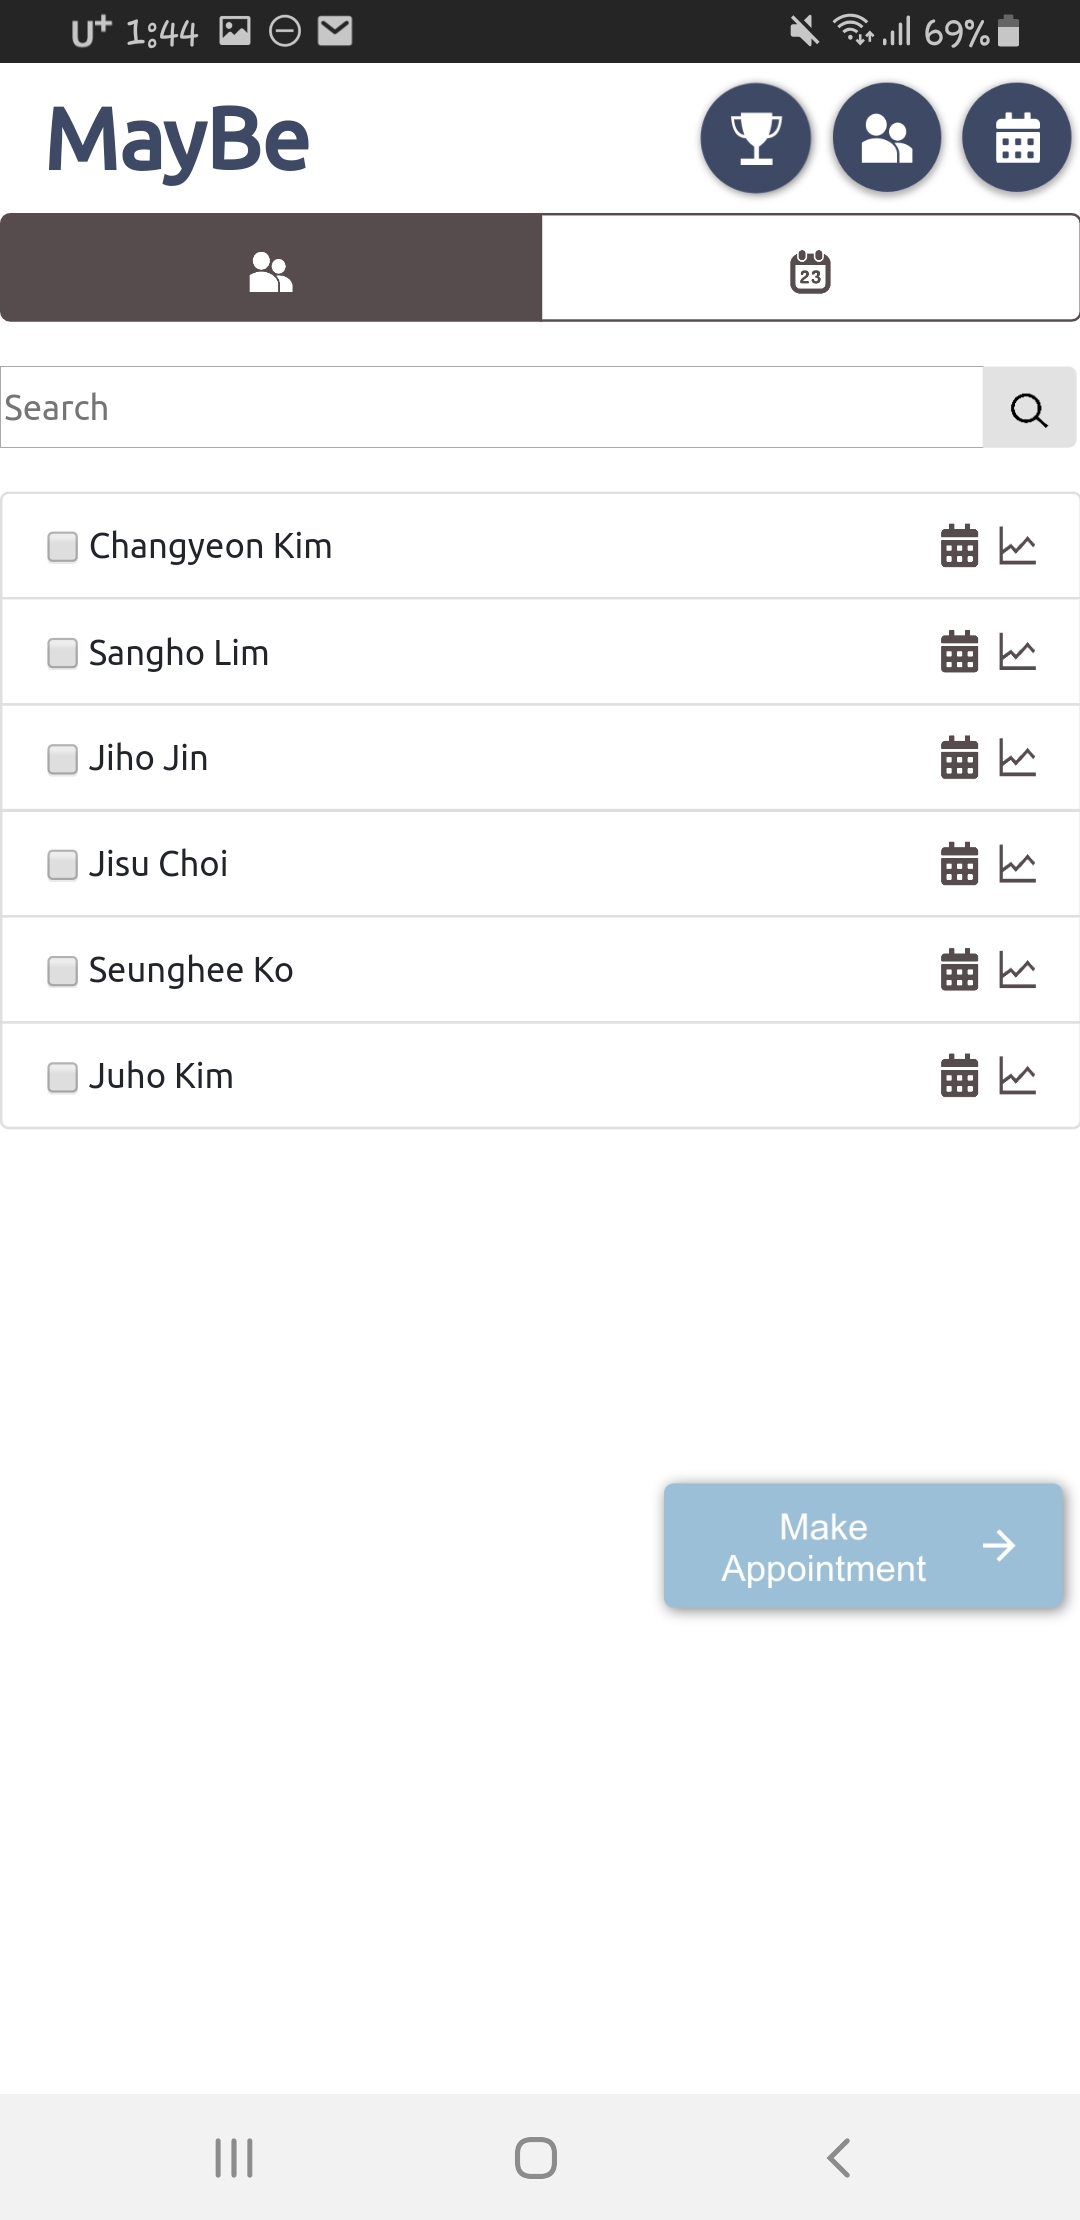 U+ 1:44 69%
MayBe
23
Search
Changyeon Kim
Sangho Lim
Jiho Jin
Jisu Choi
Seunghee Ko
Juho Kim
Make
Appointment